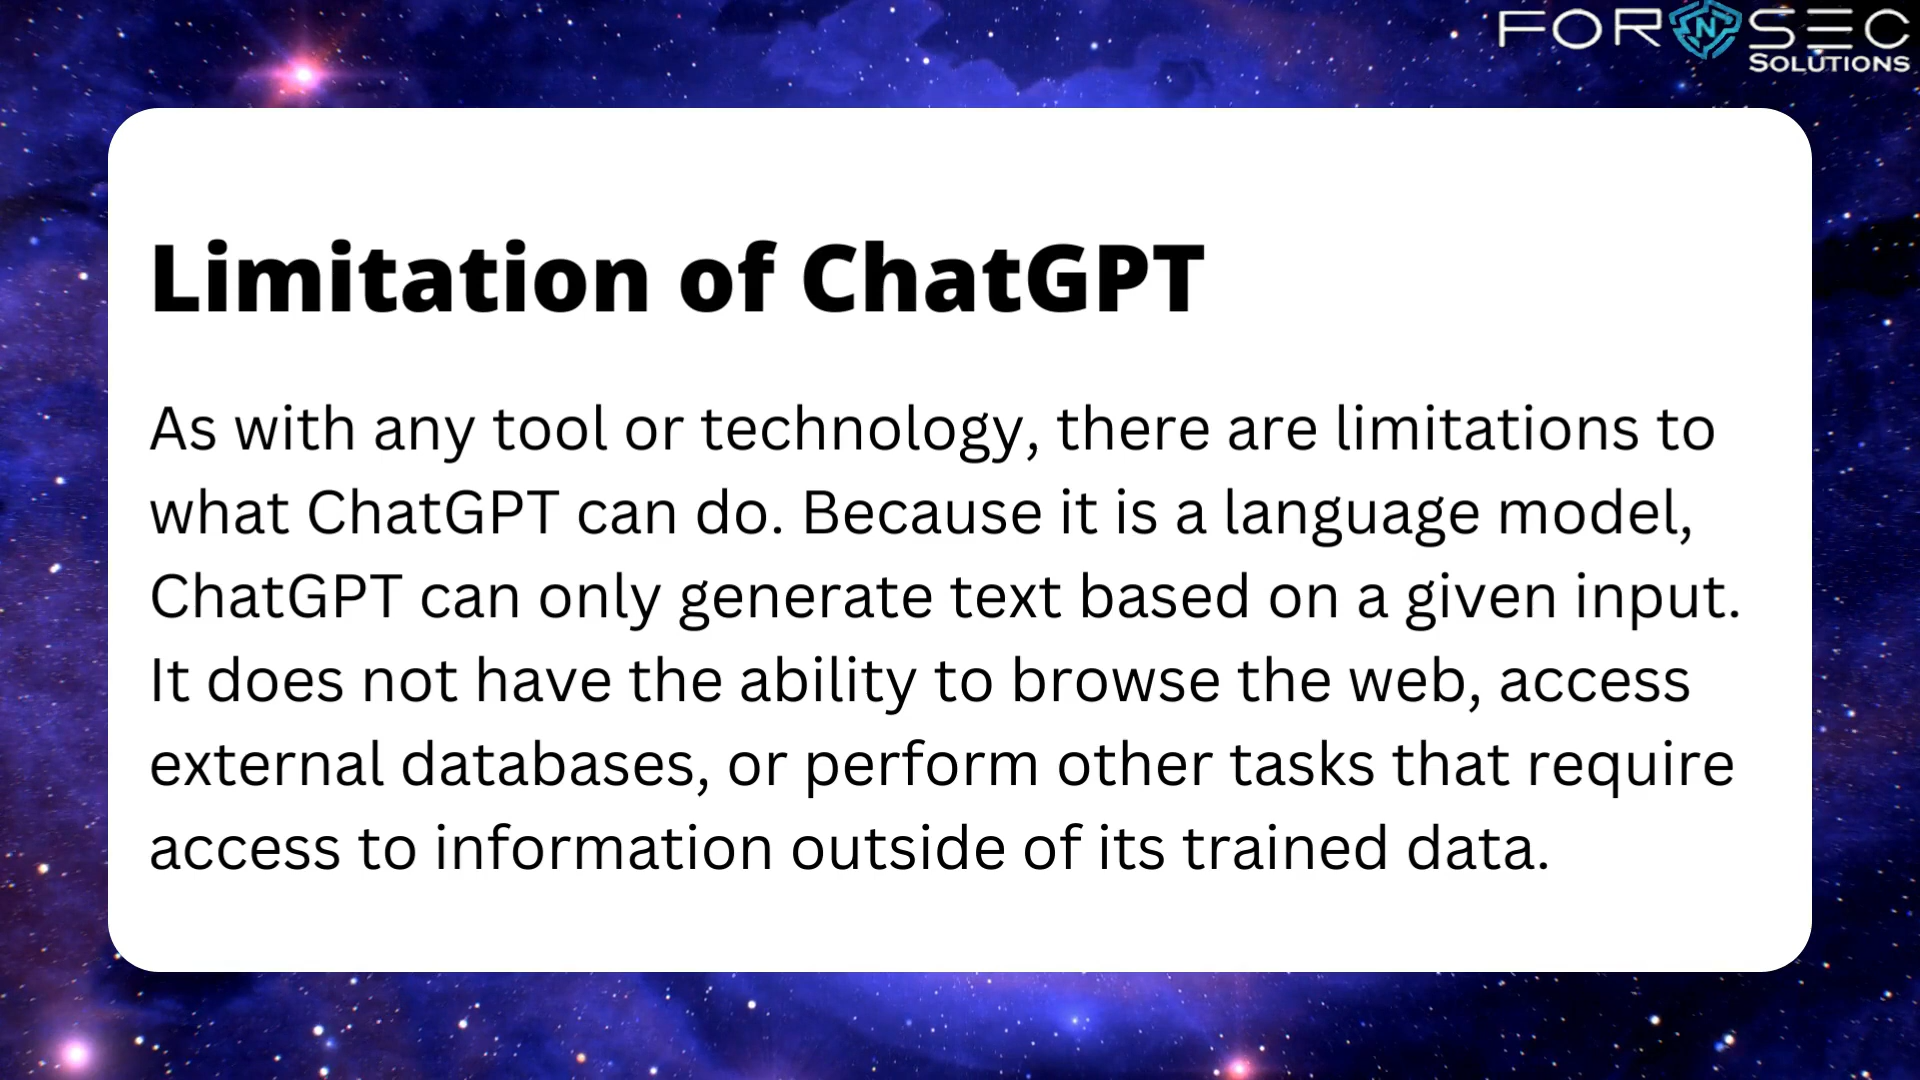 FORNSEC
SOLUTIONS
Limitation of ChatGPT
As with any tool or technology, there are limitations to
what ChatGPT can do. Because it is a language model,
ChatGPT can only generate text based on a given input.
It does not have the ability to browse the web, access
external databases, or perform other tasks that require
access to information outside of its trained data.